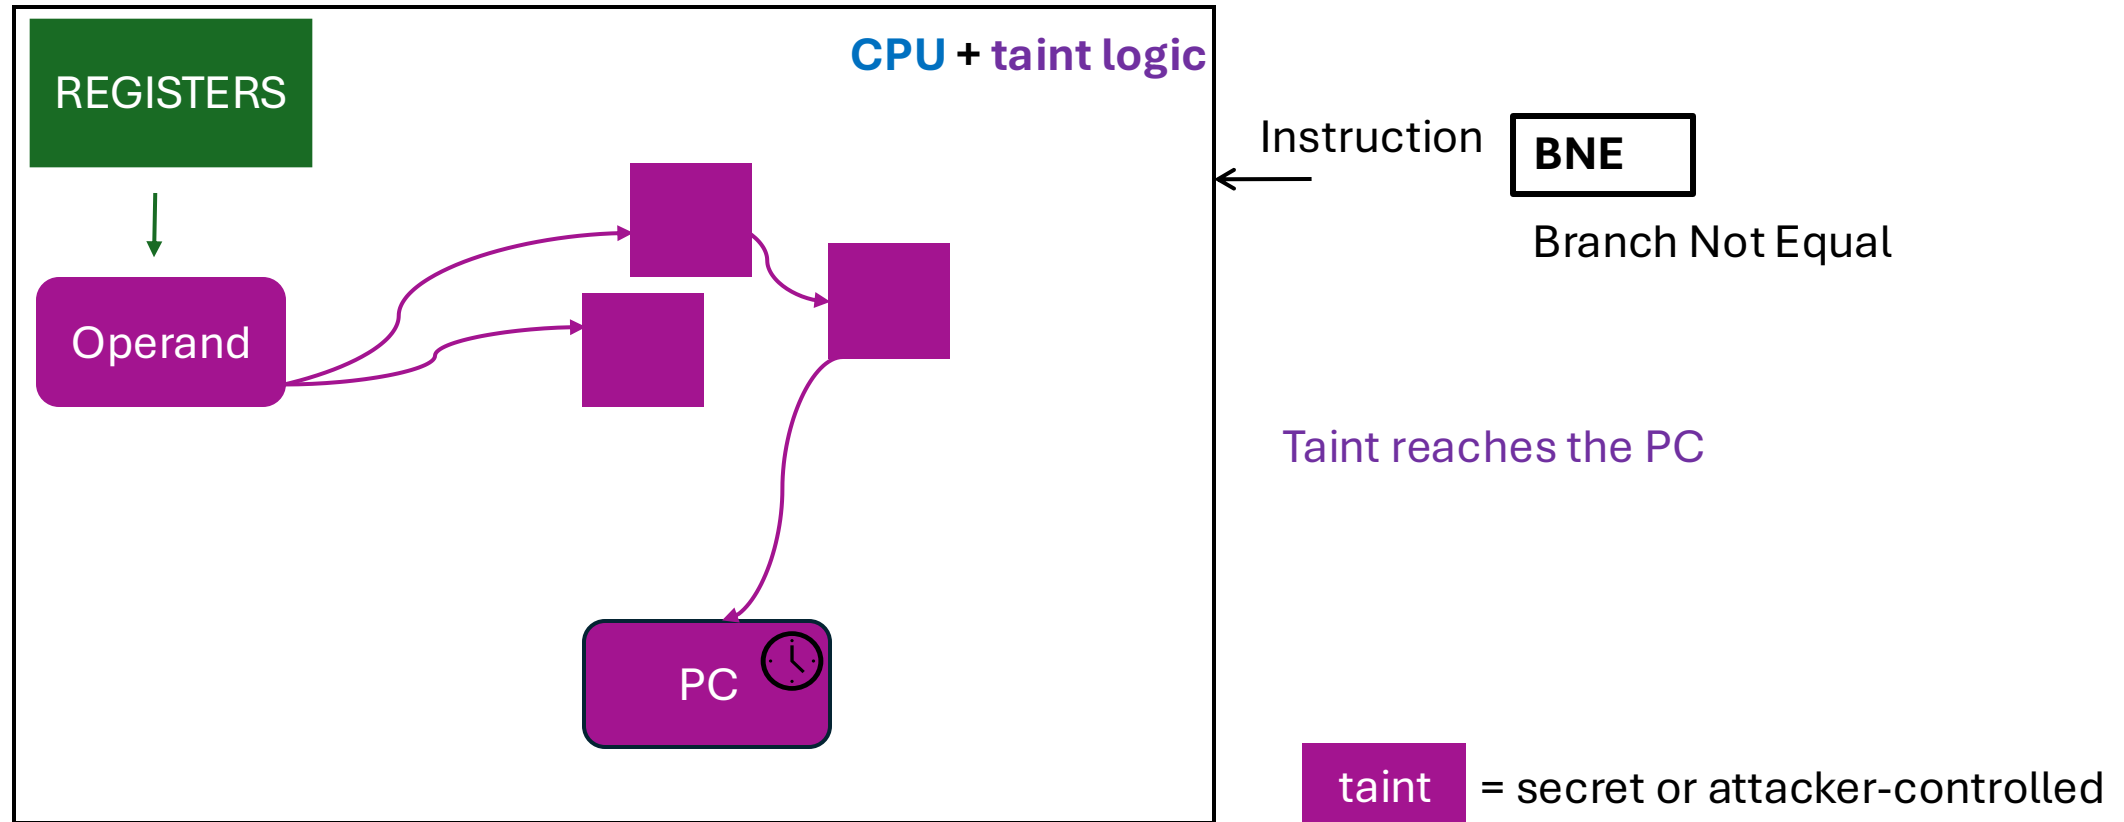 REGISTERS
CPU + taint logic
Instruction
BNE
Branch Not Equal
Operand
Taint reaches the PC
PC
taint = secret or attacker-controlled